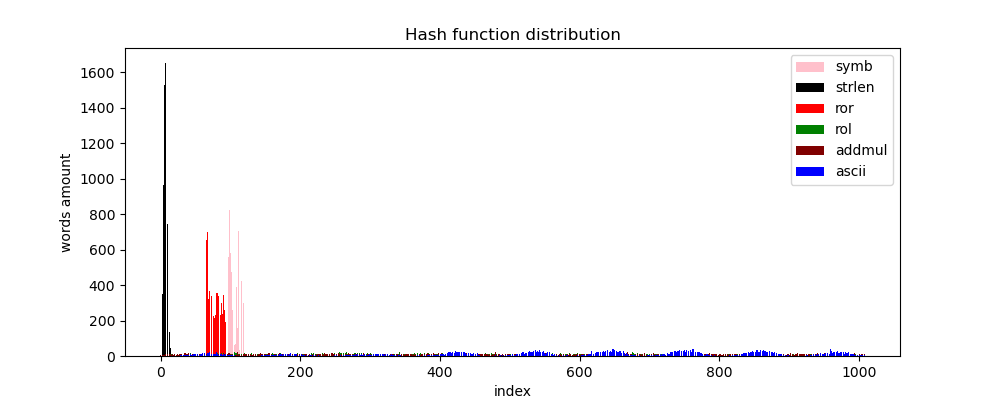 Hash function distribution
words amount
1600
1400
1200
1000
800
600
400
200
0
symb
strlen
ror
rol
addmul
ascii
0 200 400 600 800 1000
index